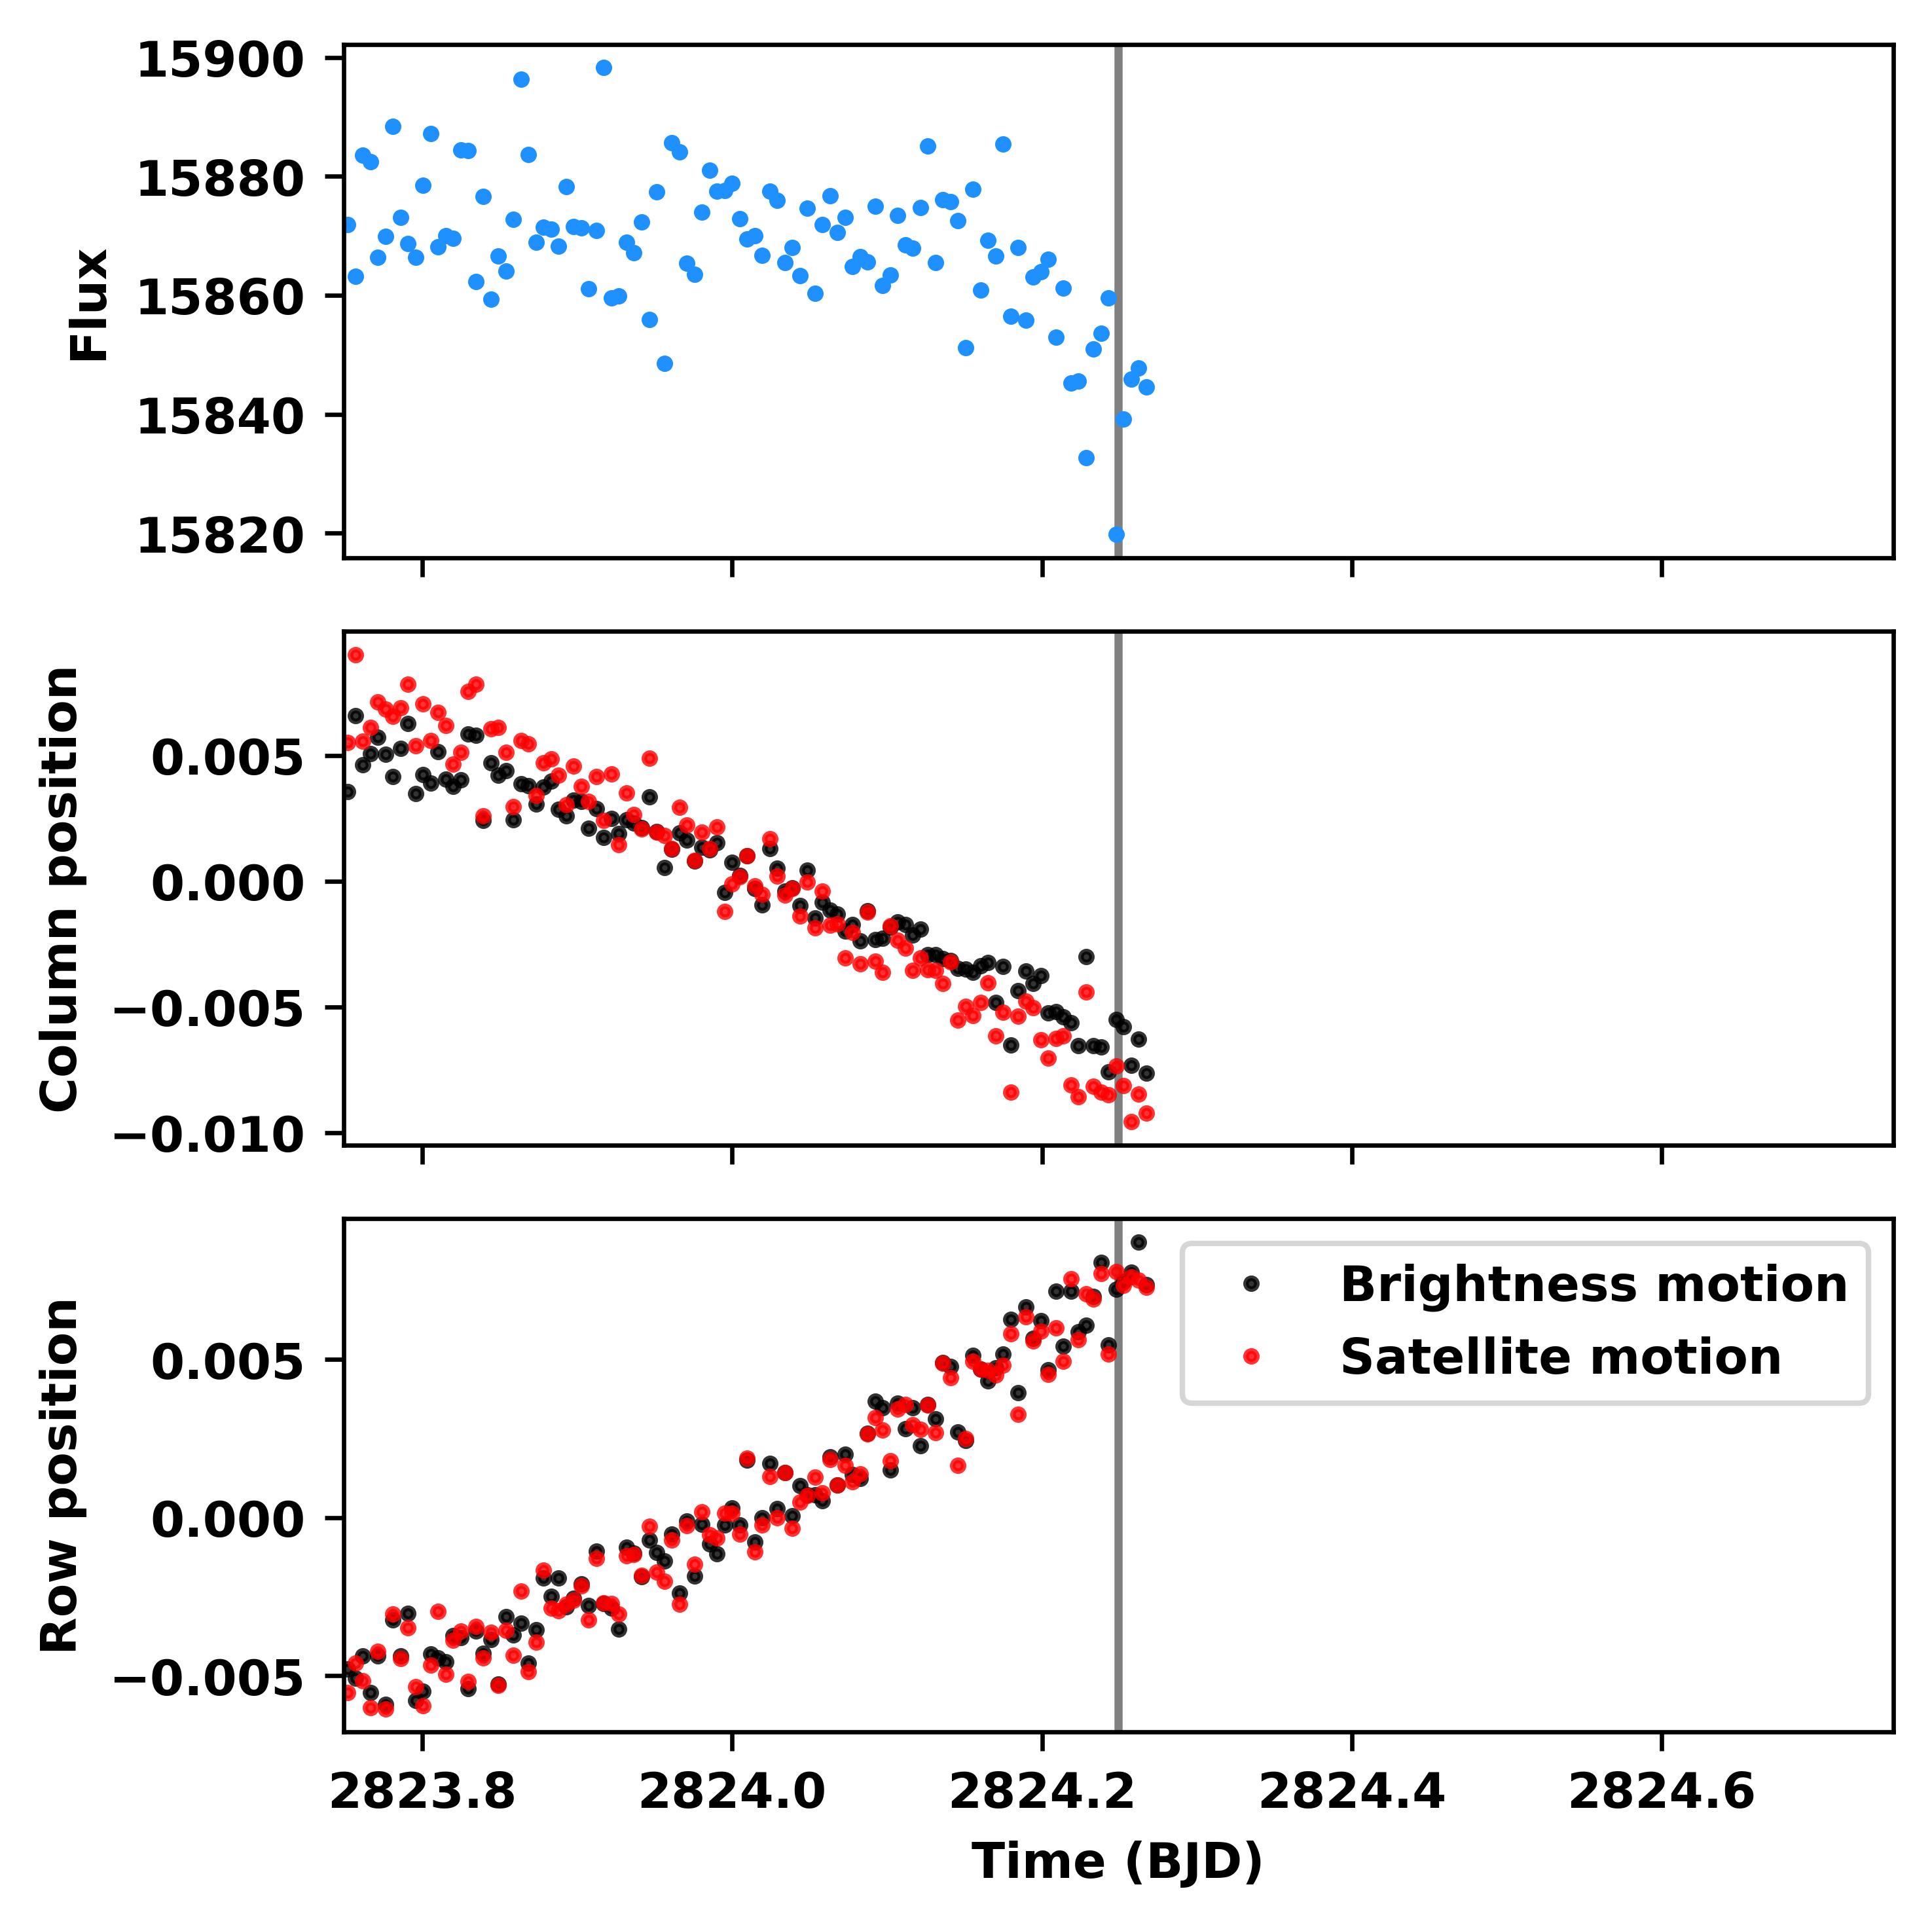 15900
15880
15860
15840
15820
Flux
0.005
0.000
−0.005
−0.010
Column position
Brightness motion
Satellite motion
0.005
0.000
−0.005
Row position
2823.8 2824.0 2824.2 2824.4 2824.6
Time (BJD)